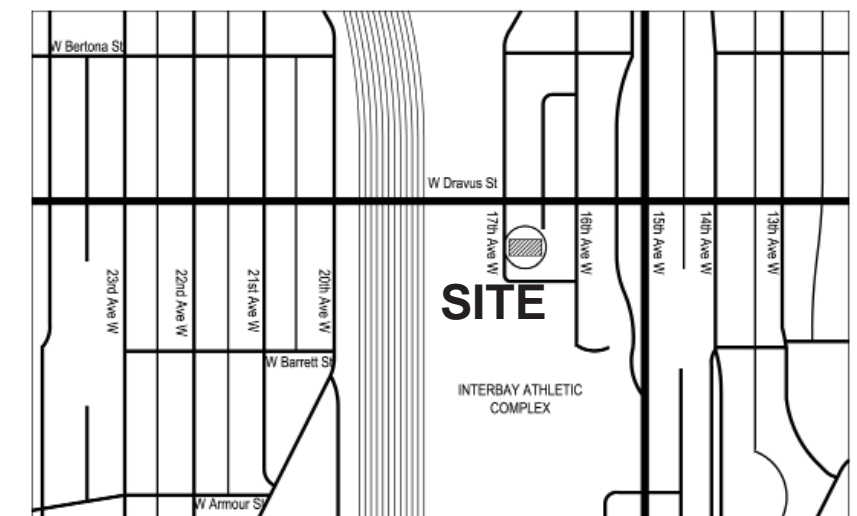 W Bertona St
W Dravus St
17th Ave W
16th Ave W
15th Ave W
14th Ave W
13th Ave W
23rd Ave W
22nd Ave W
21st Ave W
20th Ave W
SITE
W Barrett St
INTERBAY ATHLETIC
COMPLEX
W Armour St